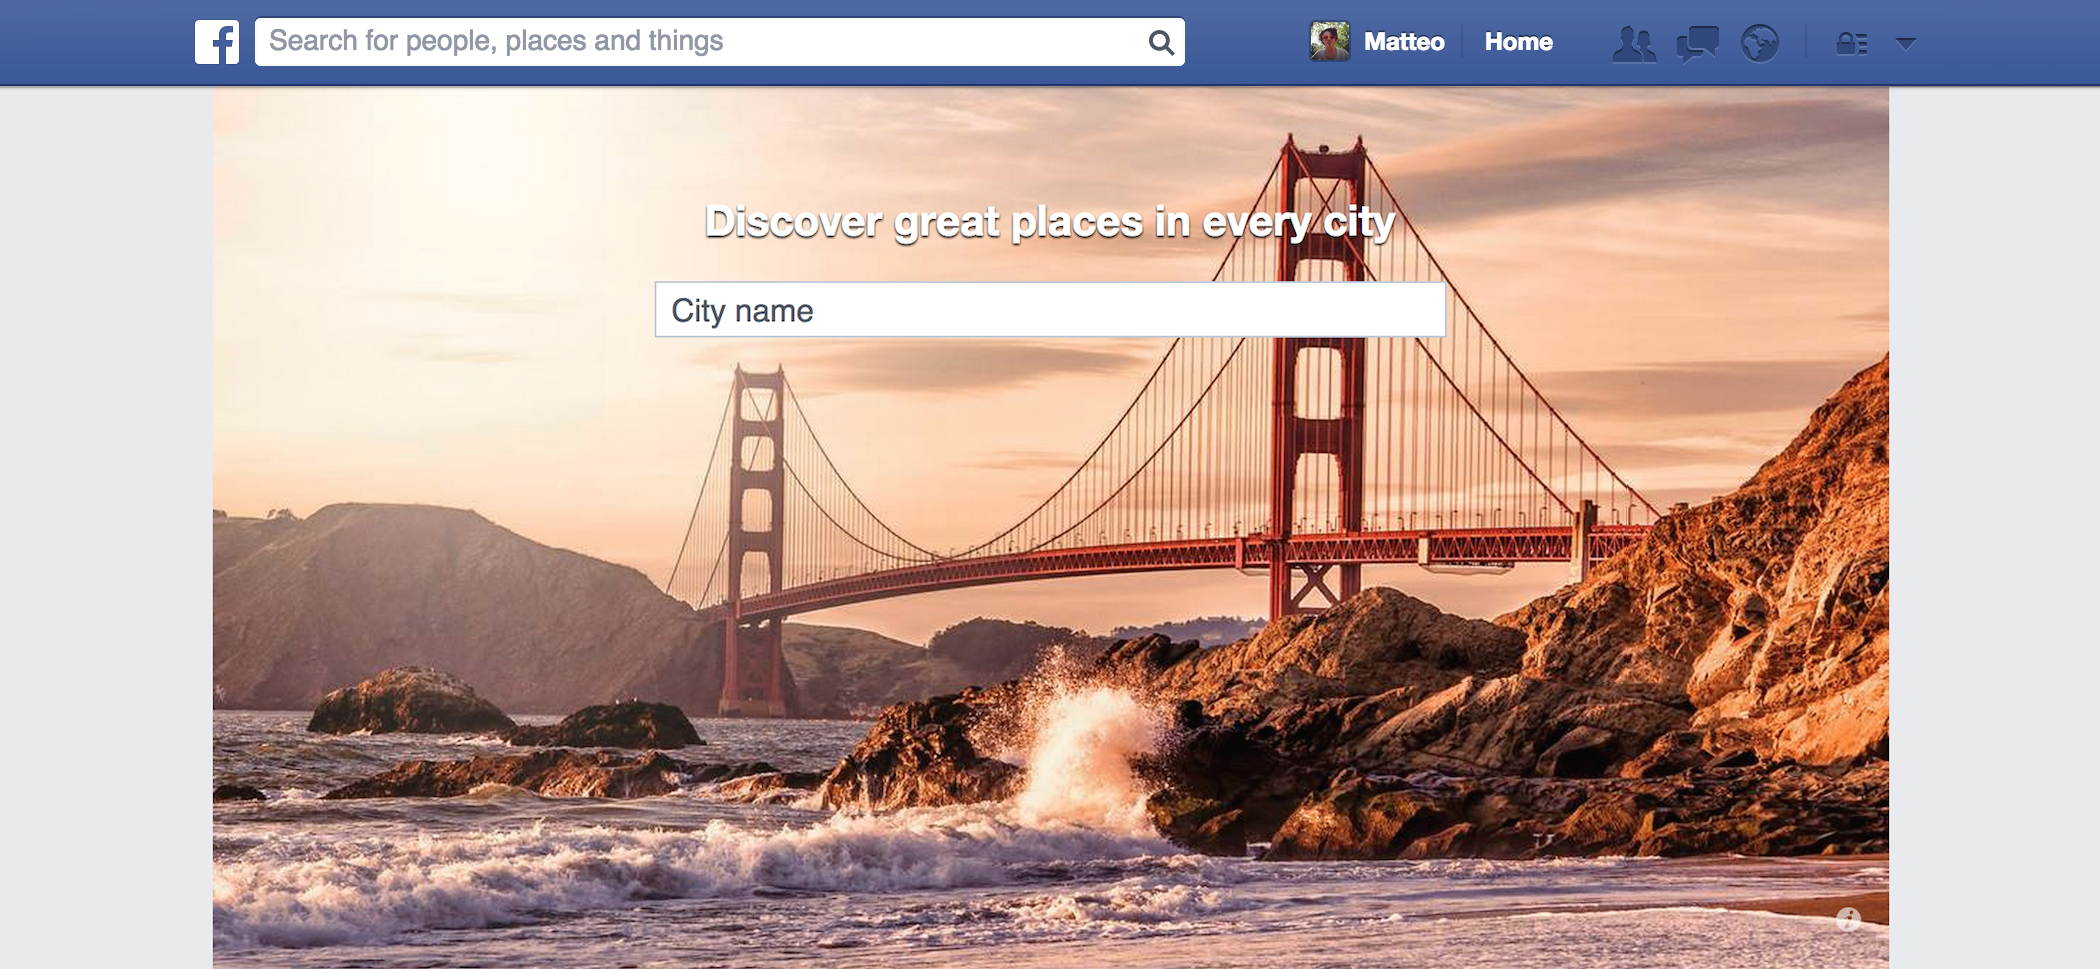 f
Search for people, places and things
Matteo
Home
Discover great places in every city
City name
i